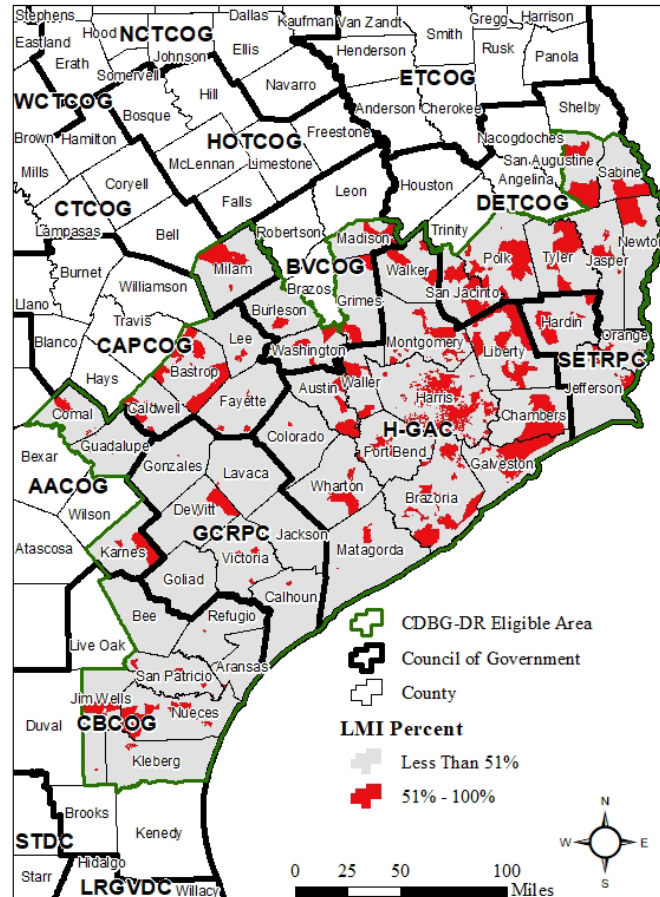 Stephens
Hood
Dallas
Kaufman
Van Zandt
Gregg
Harrison
Eastland
NCTCOG
Johnson
Ellis
Smith
Rusk
Panola
Erath
Henderson
Somervell
ETCOG
WCTCOG
Hill
Navarro
Bosque
Anderson
Cherokee
Shelby
Brown
Hamilton
HOTCOG
Freestone
Nacogdoches
Mills
McLennan
Limestone
San Augustine
Sabine
Coryell
Leon
Houston
Angelina
CTCOG
Falls
DETCOG
Lampasas
Bell
Robertson
Madison
Trinity
Newton
Burnet
Milam
BVCOG
Walker
Polk
Tyler
Jasper
Williamson
Brazos
Grimes
San Jacinto
Llano
Travis
Burleson
Hardin
Blanco
CAPCOG
Lee
Washington
Montgomery
Liberty
Orange
Hays
Bastrop
Austin
Waller
SETRPC
Jefferson
Comal
Caldwell
Fayette
Harris
Chambers
Guadalupe
Colorado
H-GAC
Bexar
Gonzales
Fort Bend
Galveston
AACOG
Lavaca
Wharton
Wilson
DeWitt
Brazoria
Atascosa
GCRPC
Jackson
Karnes
Victoria
Matagorda
Goliad
Calhoun
Bee
Refugio
Live Oak
Aransas
San Patricio
Jim Wells
Nueces
Duval
CBCOG
Kleberg
Brooks
STDC
Kenedy
Hidalgo
Starr
LRGVDC
Willacy
CDBG-DR Eligible Area
Council of Government
County
LMI Percent
Less Than 51%
51% - 100%
N
W
E
S
0
25
50
100
Miles